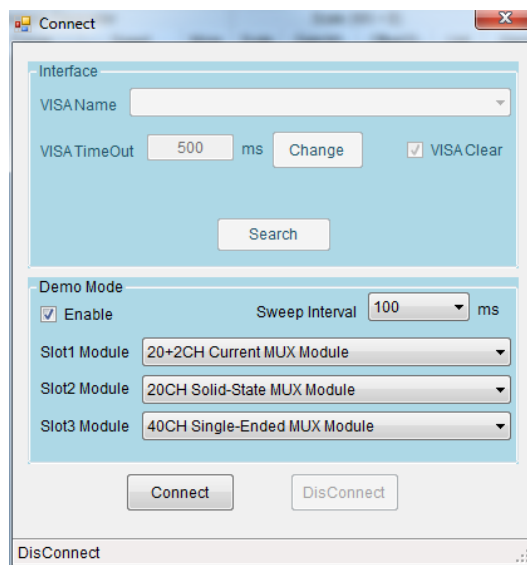 Connect
Interface
VISA Name
VISA TimeOut 500 ms Change VISA Clear
Search
Demo Mode
Enable Sweep Interval 100 ms
Slot1 Module 20+2CH Current MUX Module
Slot2 Module 20CH Solid-State MUX Module
Slot3 Module 40CH Single-Ended MUX Module
Connect DisConnect
DisConnect